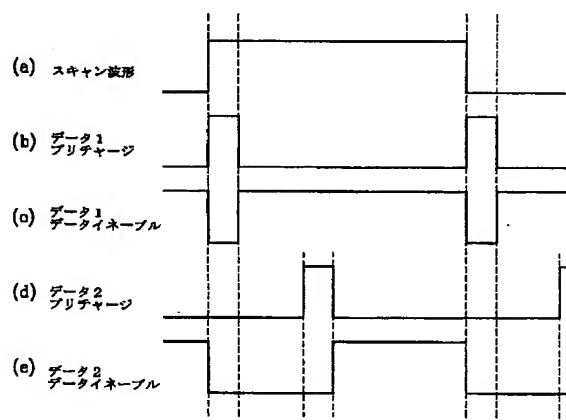 (a) スキャン波形
(b) データ1
プリチャージ
(c) データ1
データイネーブル
(d) データ2
プリチャージ
(e) データ2
データイネーブル